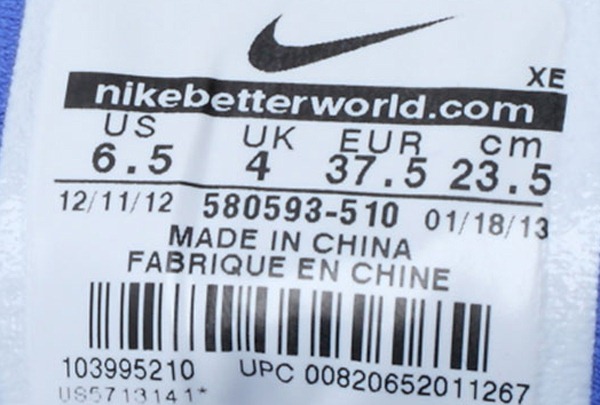 XE
nikebetterworld.com
US UK EUR cm
6.5 4 37.5 23.5
12/11/12 580593-510 01/18/13
MADE IN CHINA
FABRIQUE EN CHINE
103995210 UPC 00820652011267
US5713141*